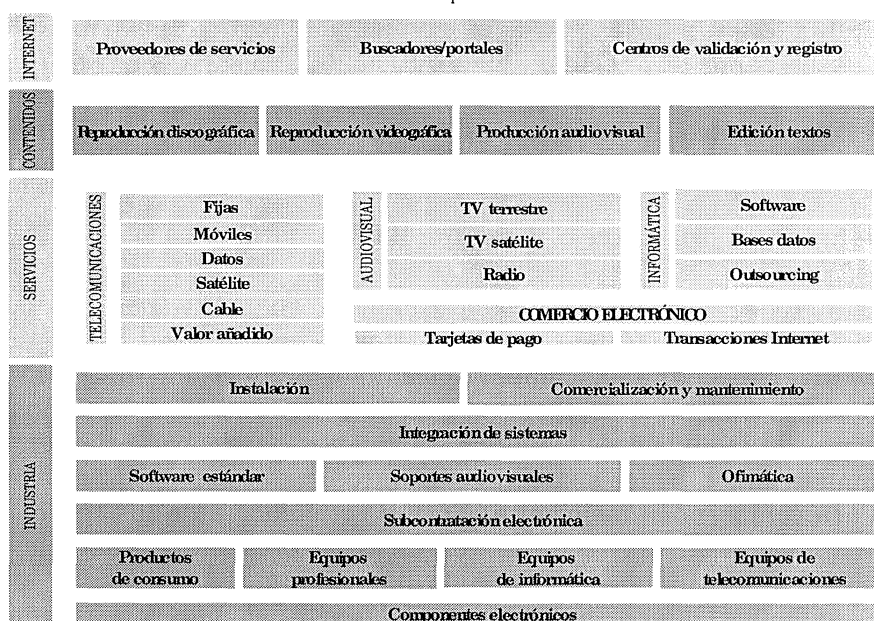 INTERNET
Proveedores de servicios
Buscadores/portales
Centros de validación y registro
CONTENIDOS
Reproducción discográfica
Reproducción videográfica
Producción audiovisual
Edición textos
SERVICIOS
TELECOMUNICACIONES
Fijas
Móviles
Datos
Satélite
Cable
Valor añadido
AUDIOVISUAL
TV terrestre
TV satélite
Radio
INFORMÁTICA
Software
Bases datos
Outsourcing
COMERCIO ELECTRÓNICO
Tarjetas de pago
Transacciones Internet
INDUSTRIA
Instalación
Comercialización y mantenimiento
Integración de sistemas
Software estándar
Soportes audiovisuales
Ofimática
Subcontratación electrónica
Productos
de consumo
Equipos
profesionales
Equipos
de informática
Equipos de
telecomunicaciones
Componentes electrónicos